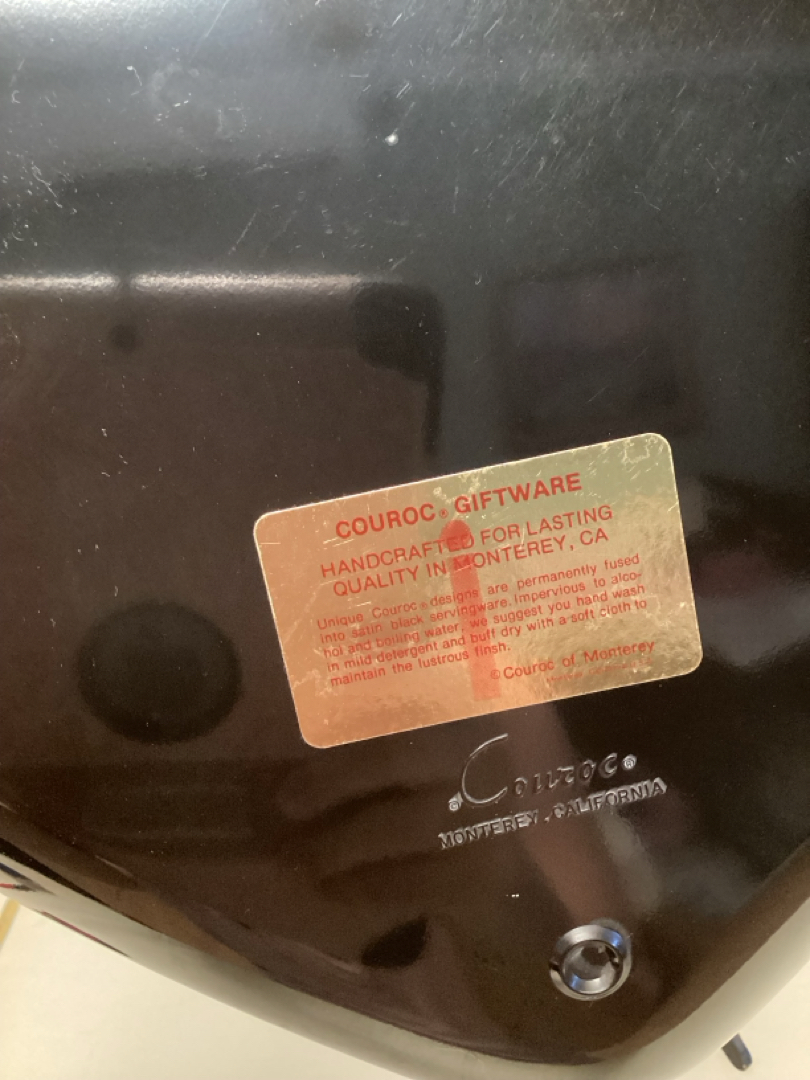 COUROC® GIFTWARE
HANDCRAFTED FOR LASTING
QUALITY IN MONTEREY, CA
Unique Couroc® designs are permanently fused
into satin black servingware. Impervious to alco-
hol and boiling water, we suggest you hand wash
in mild detergent and buff dry with a soft cloth to
maintain the lustrous finsh.
© Couroc of Monterey
Couroc®
MONTEREY, CALIFORNIA